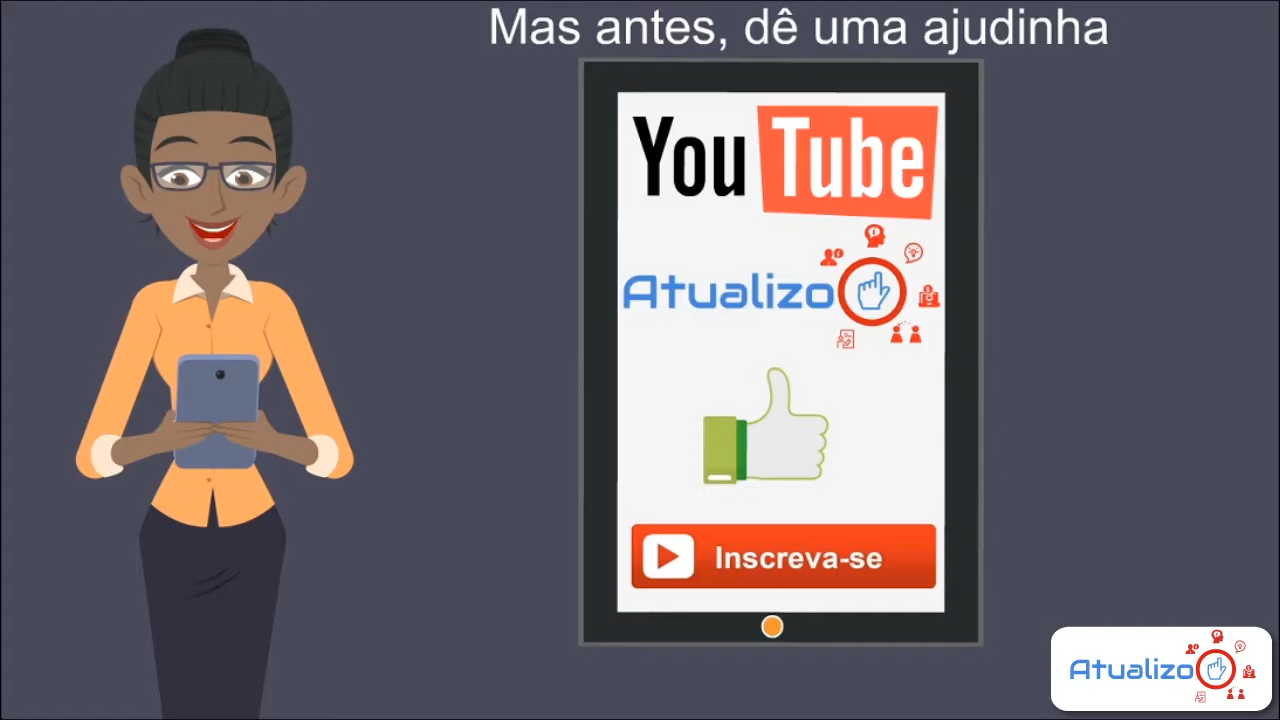 Mas antes, dê uma ajudinha
YouTube
Atualizo
Inscreva-se
Atualizo